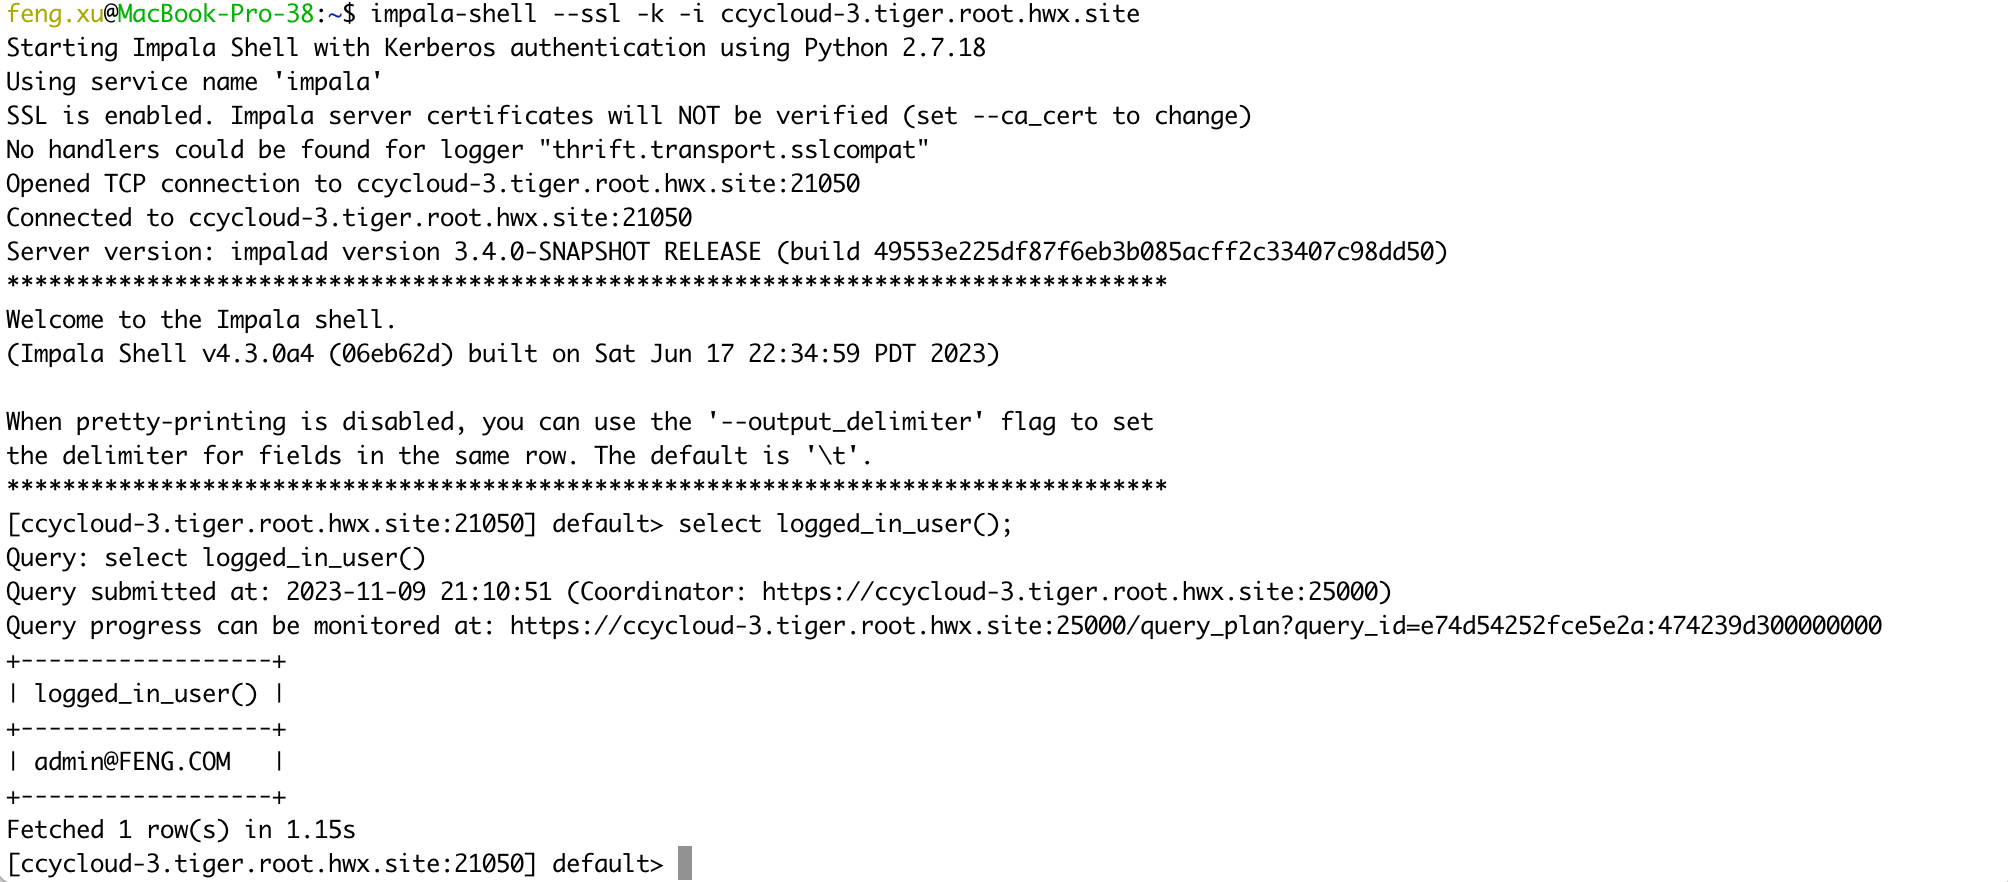 feng.xu@MacBook-Pro-38:~$ impala-shell --ssl -k -i ccycloud-3.tiger.root.hwx.site
Starting Impala Shell with Kerberos authentication using Python 2.7.18
Using service name 'impala'
SSL is enabled. Impala server certificates will NOT be verified (set --ca_cert to change)
No handlers could be found for logger "thrift.transport.sslcompat"
Opened TCP connection to ccycloud-3.tiger.root.hwx.site:21050
Connected to ccycloud-3.tiger.root.hwx.site:21050
Server version: impalad version 3.4.0-SNAPSHOT RELEASE (build 49553e225df87f6eb3b085acff2c33407c98dd50)
***********************************************************************************
Welcome to the Impala shell.
(Impala Shell v4.3.0a4 (06eb62d) built on Sat Jun 17 22:34:59 PDT 2023)

When pretty-printing is disabled, you can use the '--output_delimiter' flag to set
the delimiter for fields in the same row. The default is '\t'.
***********************************************************************************
[ccycloud-3.tiger.root.hwx.site:21050] default> select logged_in_user();
Query: select logged_in_user()
Query submitted at: 2023-11-09 21:10:51 (Coordinator: https://ccycloud-3.tiger.root.hwx.site:25000)
Query progress can be monitored at: https://ccycloud-3.tiger.root.hwx.site:25000/query_plan?query_id=e74d54252fce5e2a:474239d300000000
+------------------+
| logged_in_user() |
+------------------+
| admin@FENG.COM   |
+------------------+
Fetched 1 row(s) in 1.15s
[ccycloud-3.tiger.root.hwx.site:21050] default>